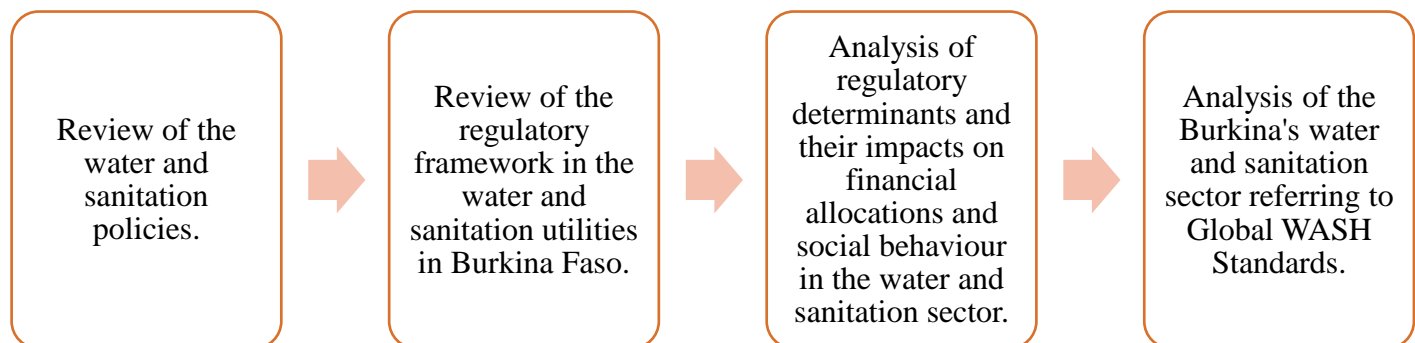 Review of the
water and
sanitation
policies.
Review of the
regulatory
framework in the
water and
sanitation utilities
in Burkina Faso.
Analysis of
regulatory
determinants and
their impacts on
financial
allocations and
social behaviour
in the water and
sanitation sector.
Analysis of the
Burkina's water
and sanitation
sector referring to
Global WASH
Standards.